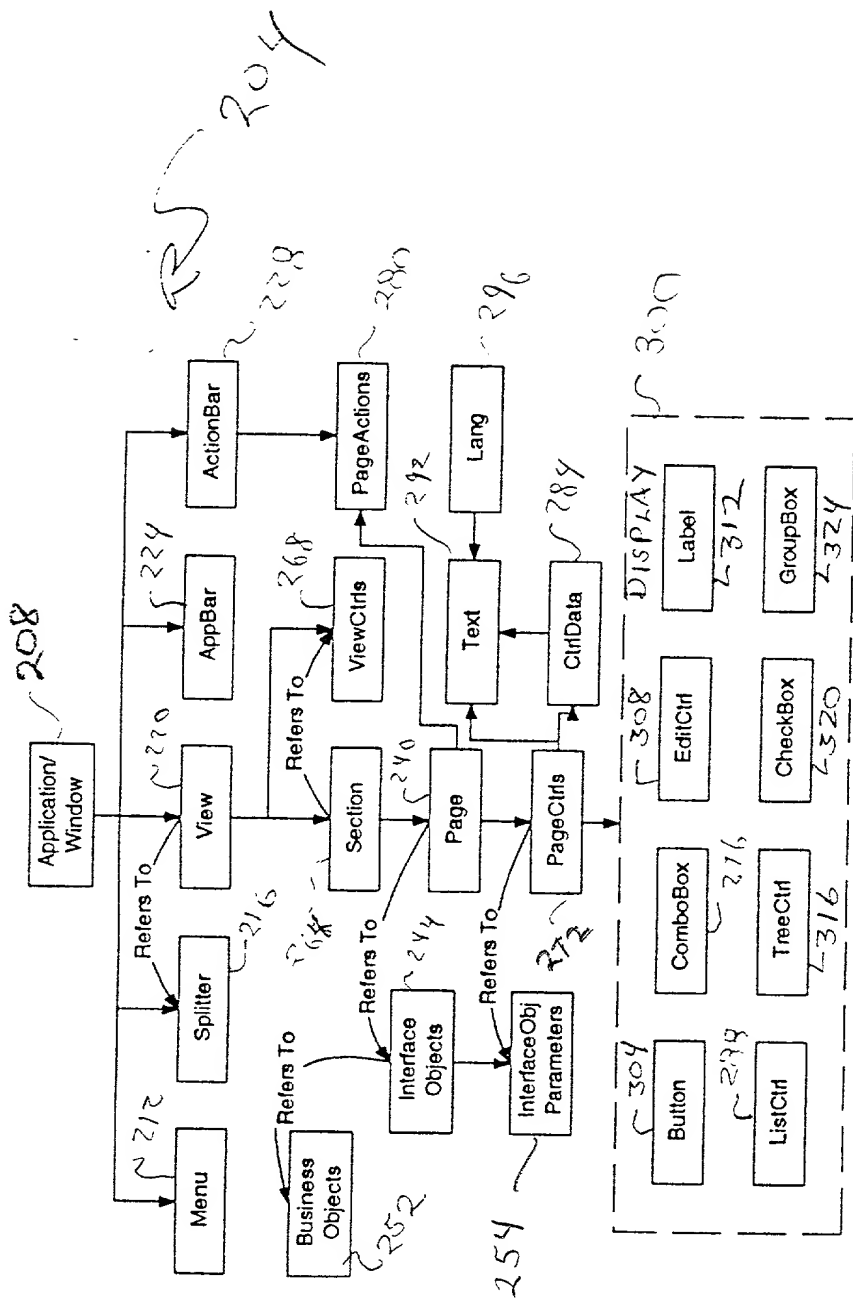 204
208
Application/
Window
212
Menu
216
Splitter
Refers To
220
View
224
AppBar
228
ActionBar
Business
Objects
252
Refers To
Section
Refers To
268
ViewCtrls
280
PageActions
244
Interface
Objects
Refers To
240
Page
292
Text
296
Lang
InterfaceObj
Parameters
254
Refers To
PageCtrls
272
CtrlData
284
DISPLAY
300
304
Button
ComboBox
276
308
EditCtrl
Label
312
ListCtrl
TreeCtrl
316
CheckBox
320
GroupBox
324